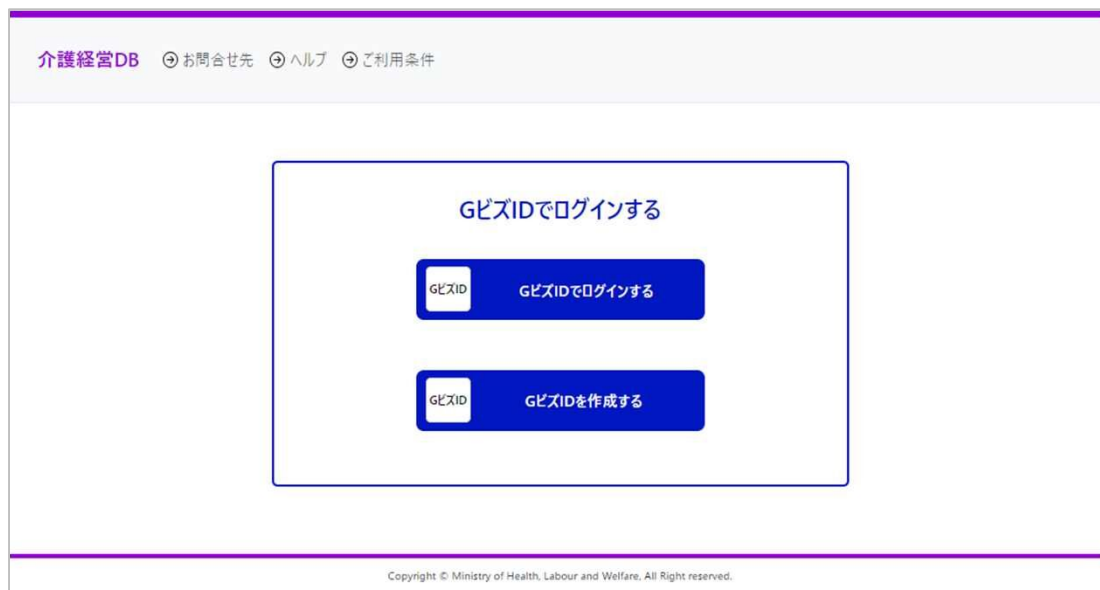 介護経営DB お問合せ先 ヘルプ ご利用条件
GビズIDでログインする
GビズID GビズIDでログインする
GビズID GビズIDを作成する
Copyright © Ministry of Health, Labour and Welfare, All Right reserved.